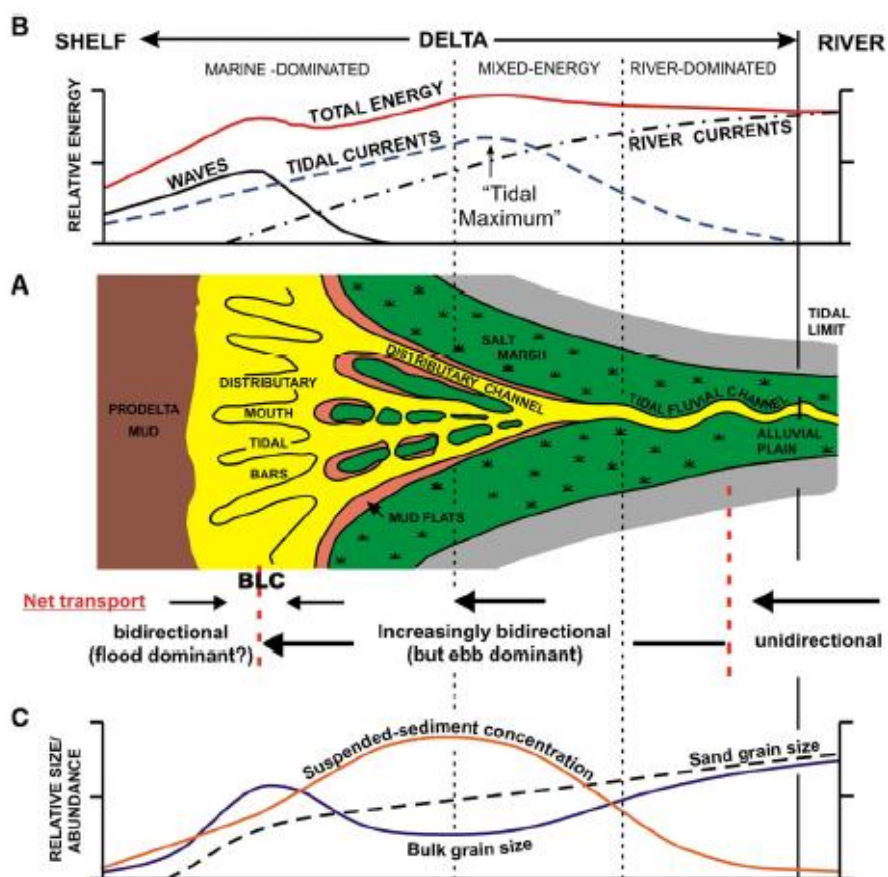 B
SHELF
DELTA
RIVER
MARINE -DOMINATED
MIXED-ENERGY
RIVER-DOMINATED
RELATIVE ENERGY
TOTAL ENERGY
WAVES
TIDAL CURRENTS
RIVER CURRENTS
"Tidal
Maximum"
A
TIDAL
LIMIT
PRODELTA
MUD
DISTRIBUTARY
MOUTH
TIDAL
BARS
DISTRIBUTARY CHANNEL
SALT
MARSH
TIDAL FLUVIAL CHANNEL
ALLUVIAL
PLAIN
MUD FLATS
BLC
Net transport
bidirectional
(flood dominant?)
Increasingly bidirectional
(but ebb dominant)
unidirectional
C
RELATIVE SIZE/
ABUNDANCE
Suspended-sediment concentration
Sand grain size
Bulk grain size